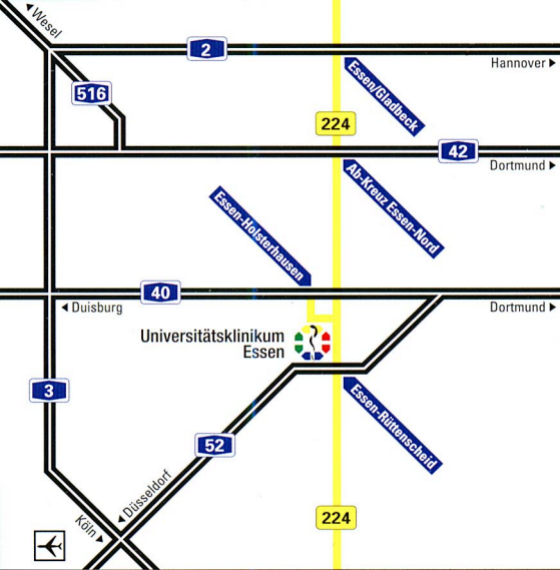 Wesel
2
Hannover
516
Essen/Gladbeck
224
42
Dortmund
Ab-Kreuz Essen-Nord
Essen-Holsterhausen
40
Duisburg
Dortmund
Universitätsklinikum
Essen
3
Essen-Rüttenscheid
52
Düsseldorf
Köln
224